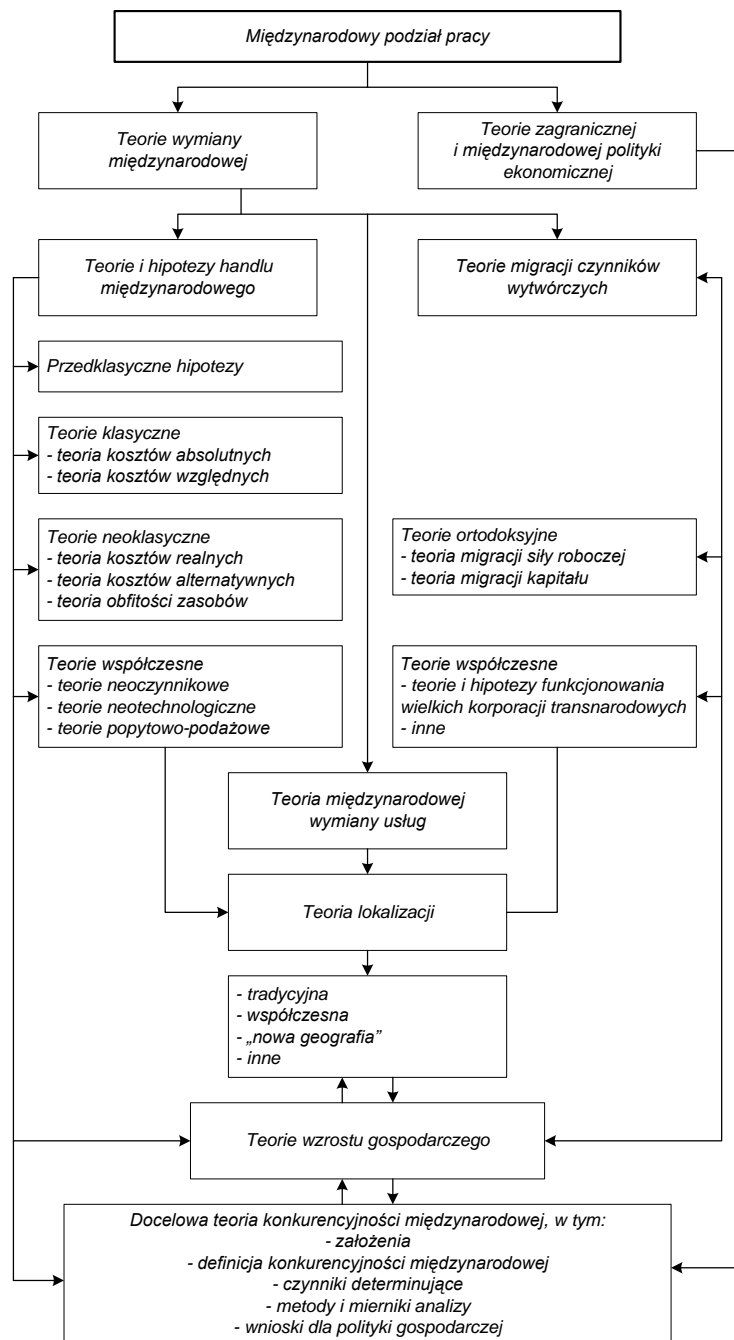 Międzynarodowy podział pracy
Teorie wymiany
międzynarodowej
Teorie zagranicznej
i międzynarodowej polityki
ekonomicznej
Teorie i hipotezy handlu
międzynarodowego
Teorie migracji czynników
wytwórczych
Przedklasyczne hipotezy
Teorie klasyczne
- teoria kosztów absolutnych
- teoria kosztów względnych
Teorie neoklasyczne
- teoria kosztów realnych
- teoria kosztów alternatywnych
- teoria obfitości zasobów
Teorie ortodoksyjne
- teoria migracji siły roboczej
- teoria migracji kapitału
Teorie współczesne
- teorie neoczynnikowe
- teorie neotechnologiczne
- teorie popytowo-podażowe
Teorie współczesne
- teorie i hipotezy funkcjonowania
wielkich korporacji transnarodowych
- inne
Teoria międzynarodowej
wymiany usług
Teoria lokalizacji
- tradycyjna
- współczesna
- „nowa geografia”
- inne
Teorie wzrostu gospodarczego
Docelowa teoria konkurencyjności międzynarodowej, w tym:
- założenia
- definicja konkurencyjności międzynarodowej
- czynniki determinujące
- metody i mierniki analizy
- wnioski dla polityki gospodarczej